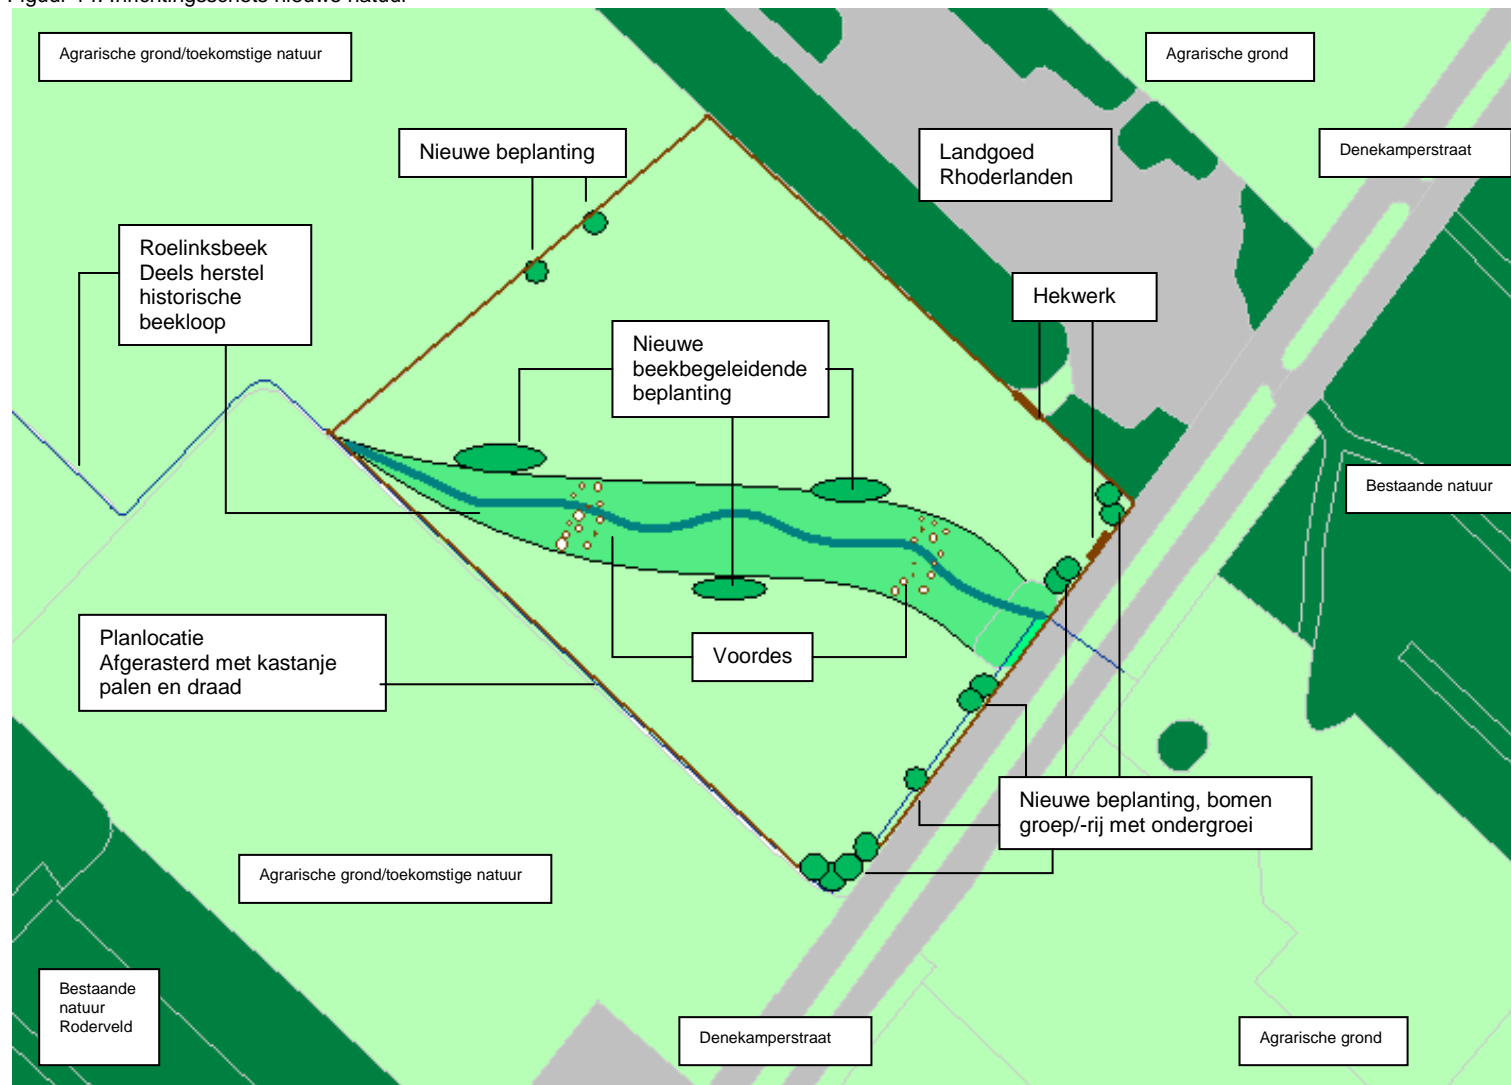 Agrarische grond/toekomstige natuur
Agrarische grond
Nieuwe beplanting
Landgoed
Rhoderlanden
Denekamperstraat
Roelinksbeek
Deels herstel
historische
beekloop
Hekwerk
Nieuwe
beekbegeleidende
beplanting
Bestaande natuur
Planlocatie
Afgerasterd met kastanje
palen en draad
Voordes
Nieuwe beplanting, bomen
groep/-rij met ondergroei
Agrarische grond/toekomstige natuur
Bestaande
natuur
Roderveld
Denekamperstraat
Agrarische grond